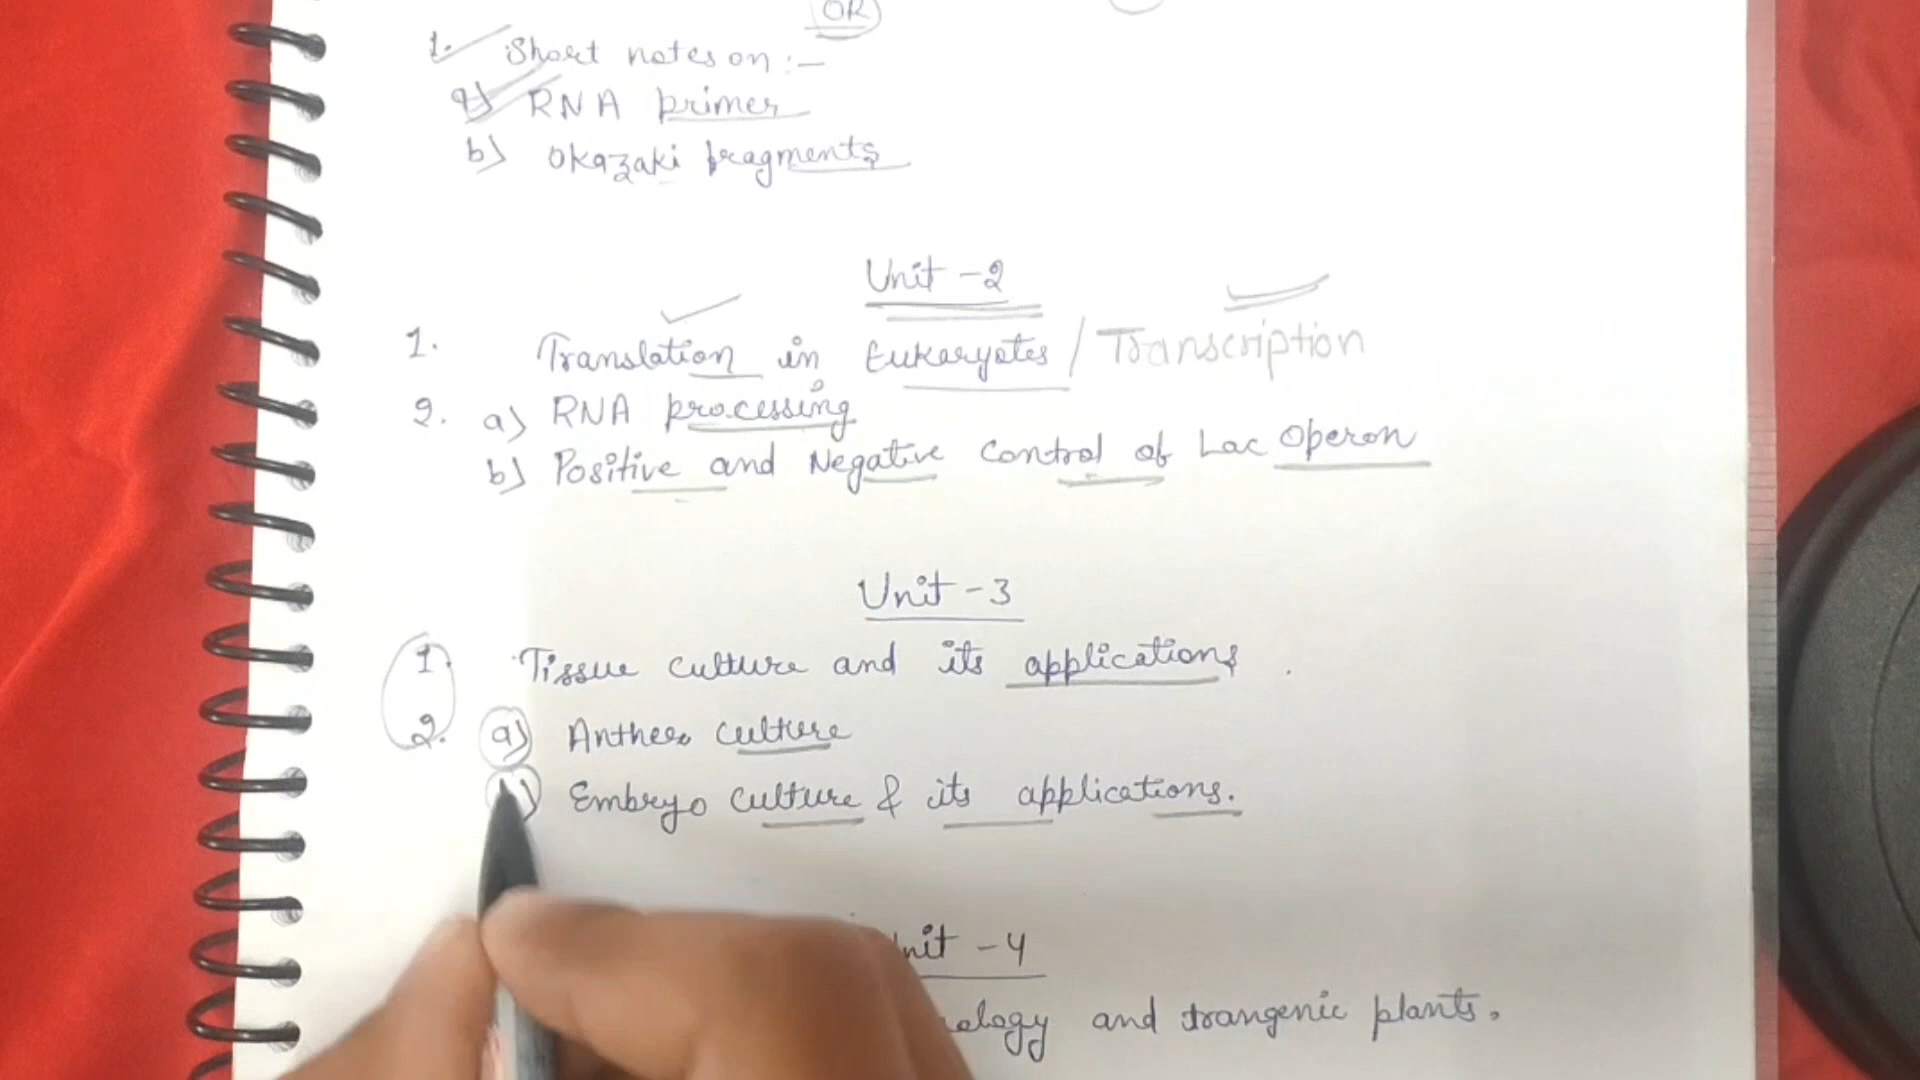 OR
1. Short notes on :-
a) RNA primer
b) Okazaki fragments
Unit - 2
1. Translation in Eukaryotes / Transcription
2. a) RNA processing
b) Positive and Negative Control of Lac Operon
Unit - 3
1. Tissue culture and its applications.
2. a) Anther culture
b) Embryo culture & its applications.
- 4
and trangenic plants.